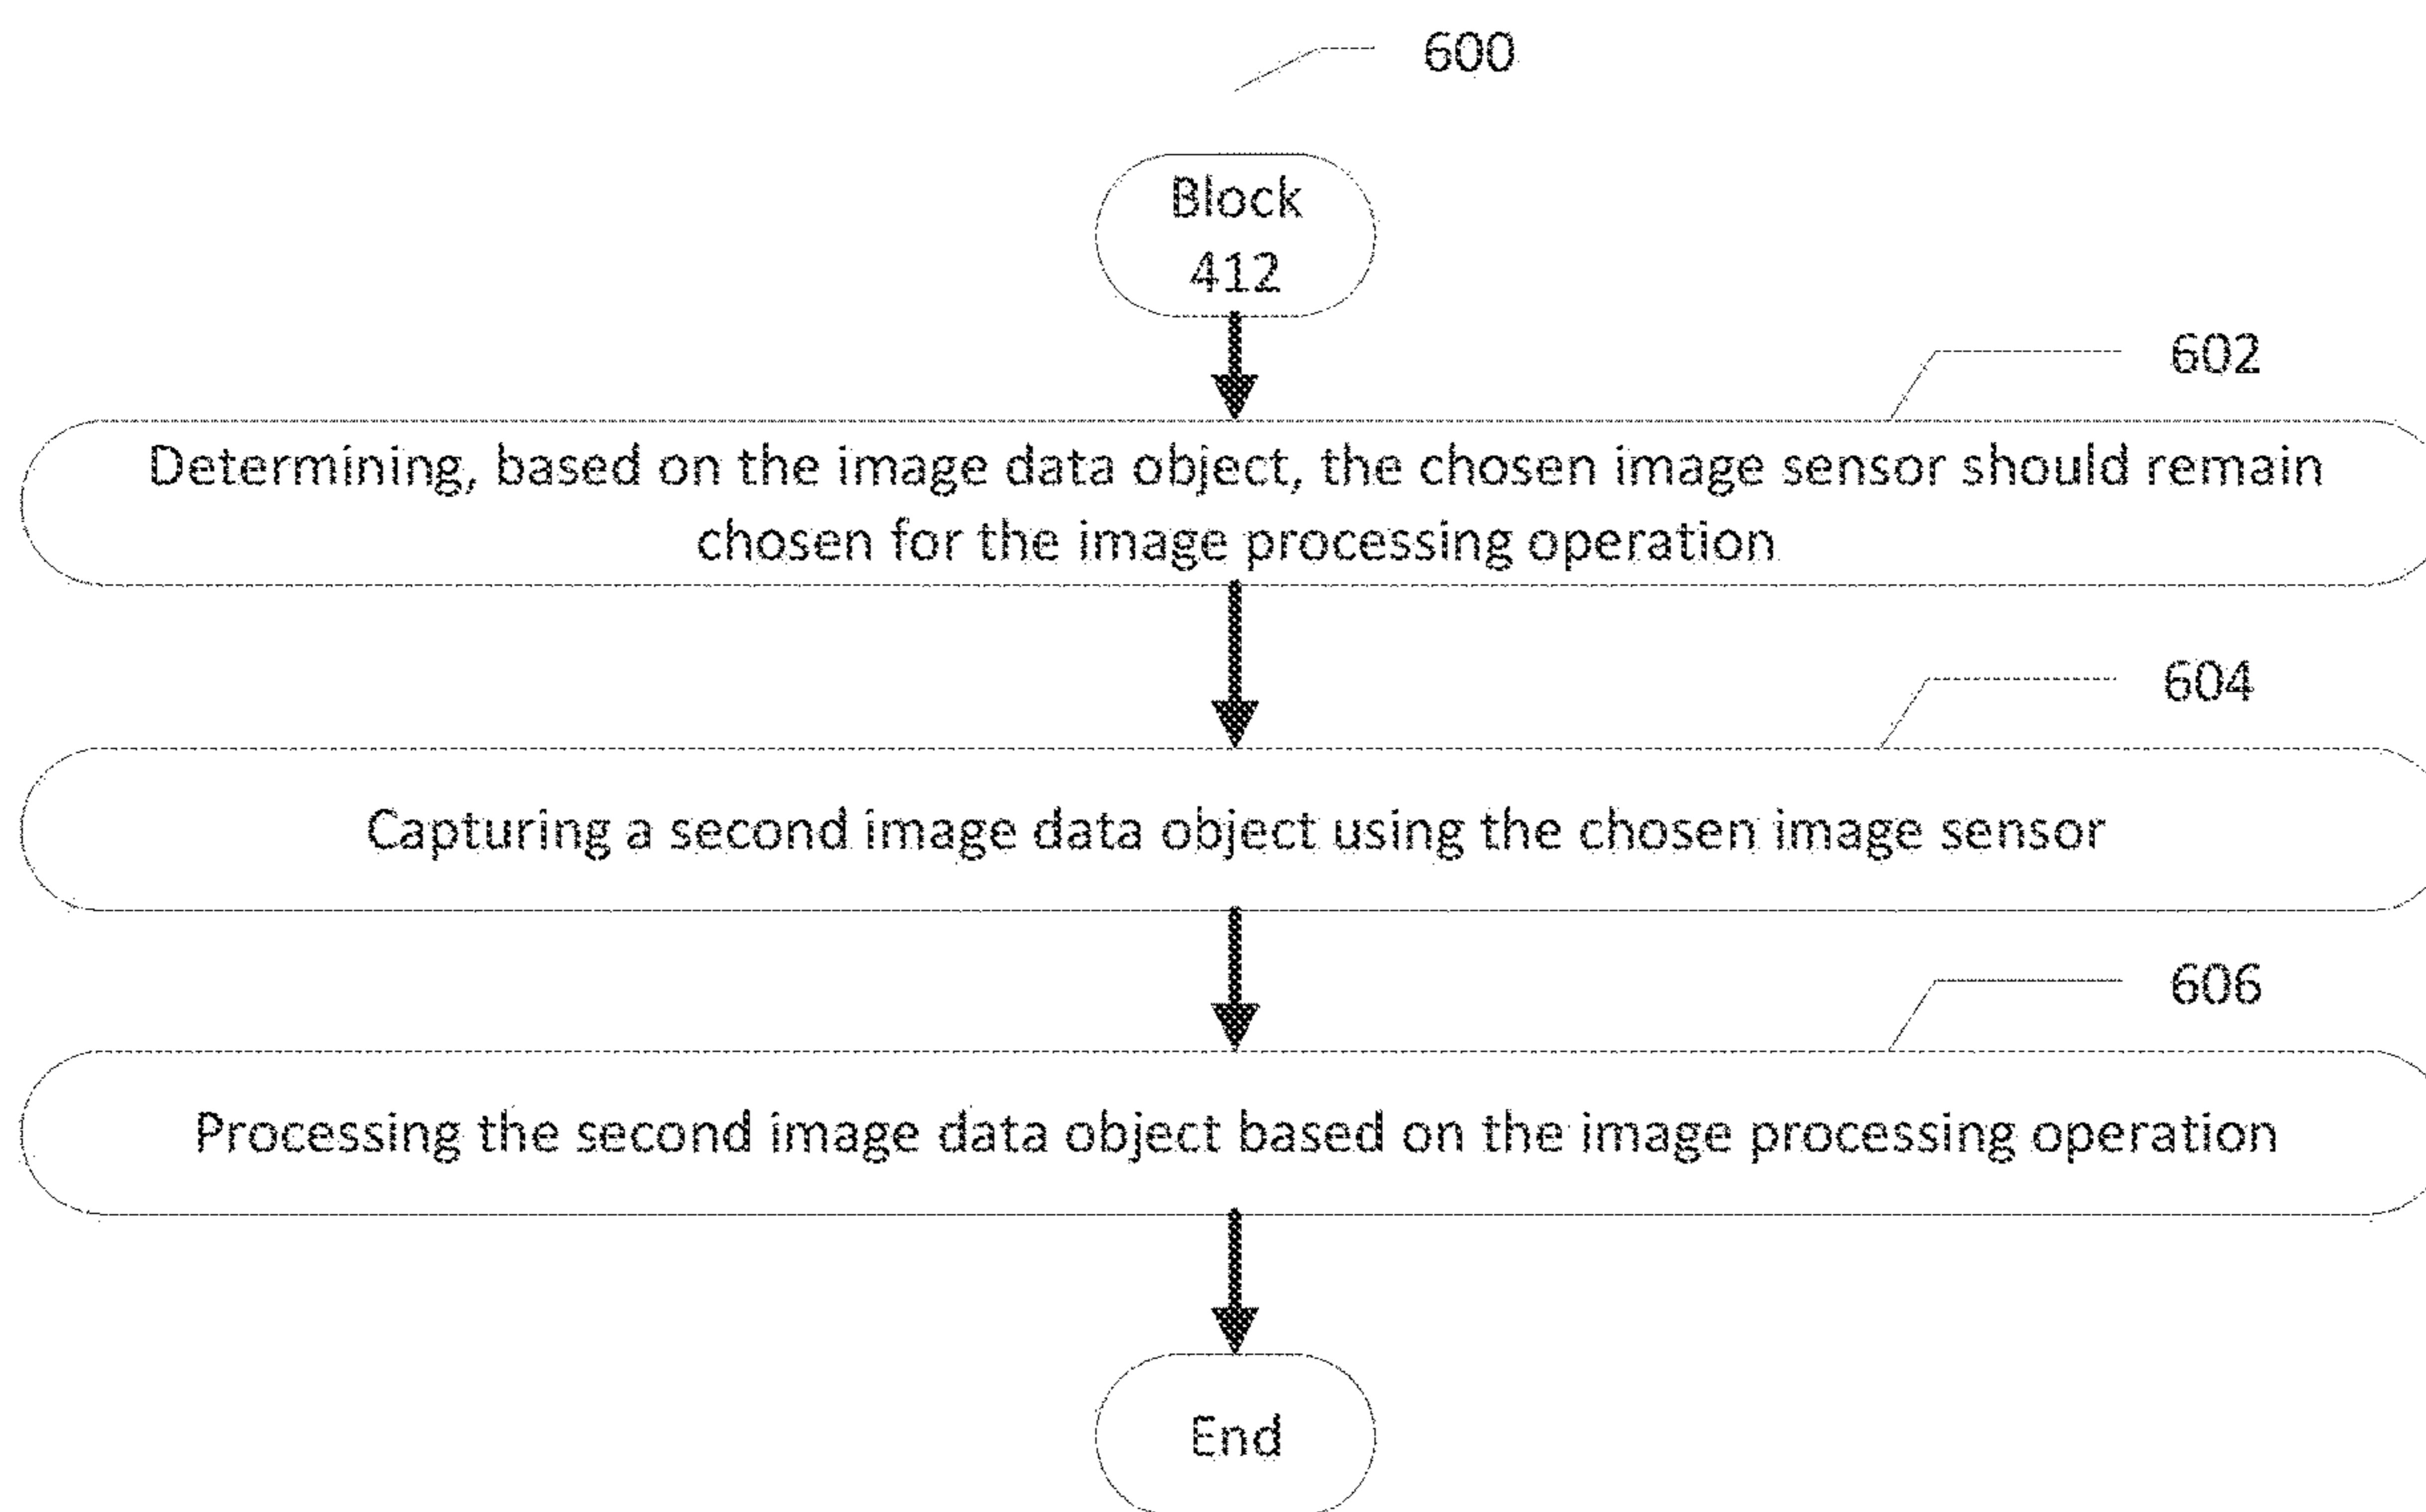 600
Block
412
602
Determining, based on the image data object, the chosen image sensor should remain
chosen for the image processing operation
604
Capturing a second image data object using the chosen image sensor
606
Processing the second image data object based on the image processing operation
End